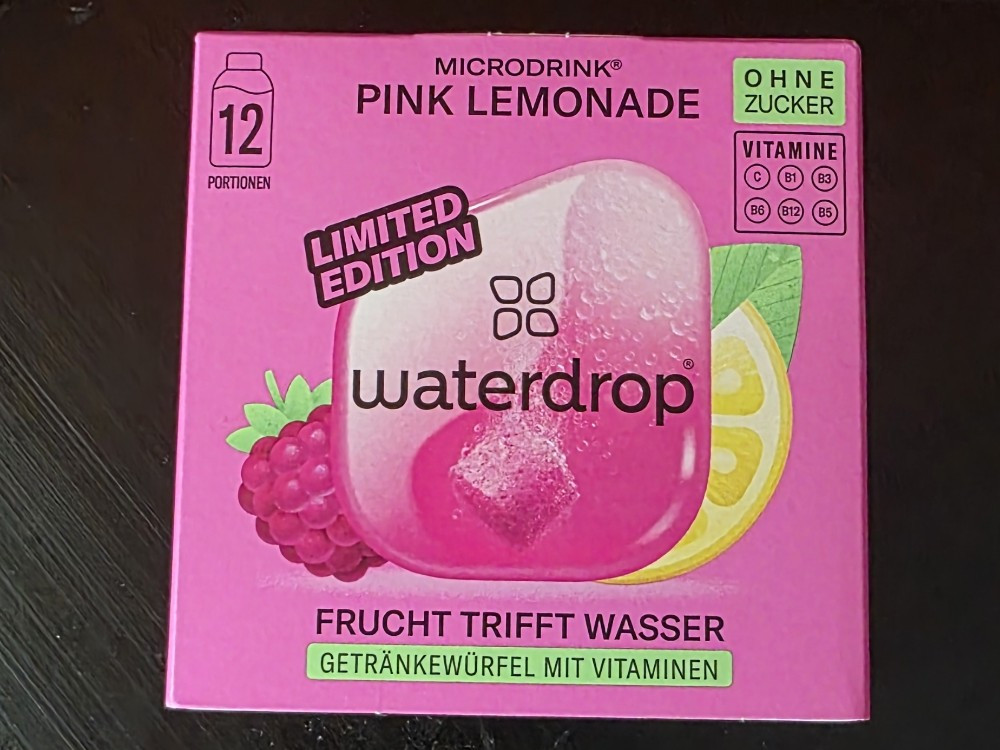 12
PORTIONEN
MICRODRINK®
PINK LEMONADE
OHNE
ZUCKER
VITAMINE
C B1 B3
B6 B12 B5
LIMITED
EDITION
waterdrop®
FRUCHT TRIFFT WASSER
GETRÄNKEWÜRFEL MIT VITAMINEN